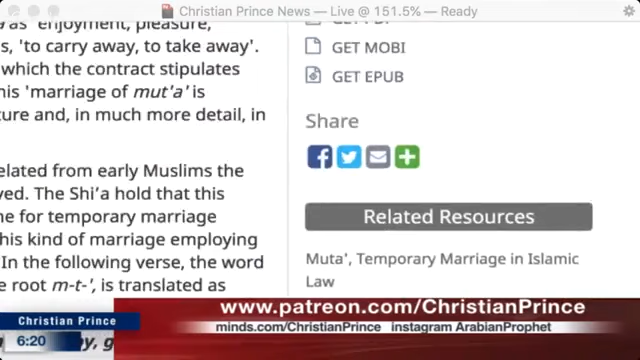 Christian Prince News — Live @ 151.5% — Ready
as 'enjoyment, pleasure,
s, 'to carry away, to take away'.
which the contract stipulates
his 'marriage of mut'a' is
ture and, in much more detail, in
elated from early Muslims the
yed. The Shi'a hold that this
ne for temporary marriage
his kind of marriage employing
In the following verse, the word
e root m-t-', is translated as
GET MOBI
GET EPUB
Share
Related Resources
Muta', Temporary Marriage in Islamic
Law
www.patreon.com/ChristianPrince
minds.com/ChristianPrince instagram ArabianProphet
Christian Prince
6:20